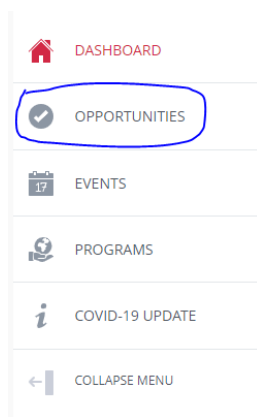 DASHBOARD
OPPORTUNITIES
17
EVENTS
PROGRAMS
i
COVID-19 UPDATE
COLLAPSE MENU